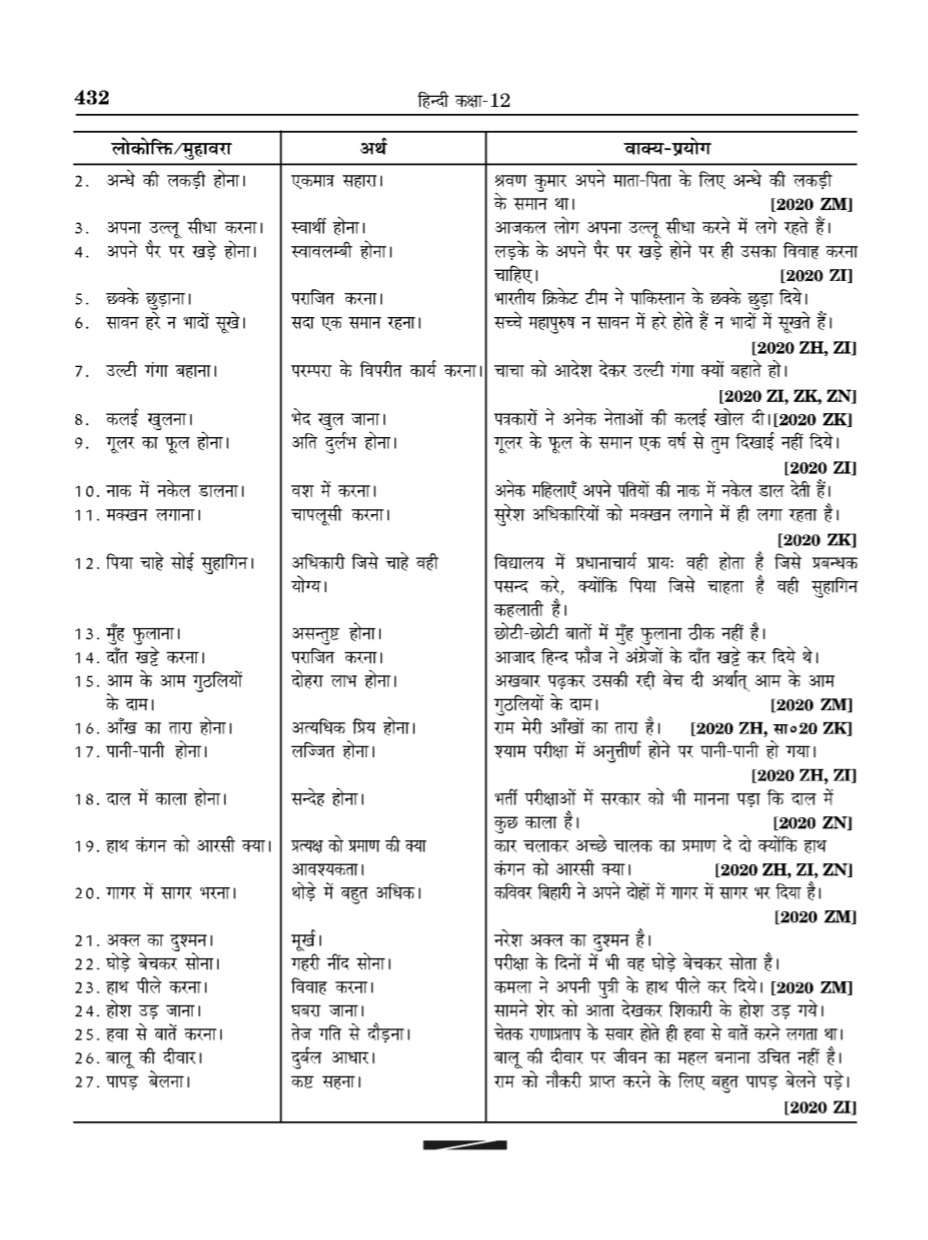 432
हिन्दी कक्षा-12
लोकोक्ति/मुहावरा अर्थ वाक्य-प्रयोग
2. अन्धे की लकड़ी होना। एकमात्र सहारा। श्रवण कुमार अपने माता-पिता के लिए अन्धे की लकड़ी
के समान था। [2020 ZM]
3. अपना उल्लू सीधा करना। स्वार्थी होना। आजकल लोग अपना उल्लू सीधा करने में लगे रहते हैं।
4. अपने पैर पर खड़े होना। स्वावलम्बी होना। लड़के के अपने पैर पर खड़े होने पर ही उसका विवाह करना
चाहिए। [2020 ZI]
5. छक्के छुड़ाना। पराजित करना। भारतीय क्रिकेट टीम ने पाकिस्तान के छक्के छुड़ा दिये।
6. सावन हरे न भादों सूखे। सदा एक समान रहना। सच्चे महापुरुष न सावन में हरे होते हैं न भादों में सूखते हैं।
[2020 ZH, ZI]
7. उल्टी गंगा बहाना। परम्परा के विपरीत कार्य करना। चाचा को आदेश देकर उल्टी गंगा क्यों बहाते हो।
[2020 ZI, ZK, ZN]
8. कलई खुलना। भेद खुल जाना। पत्रकारों ने अनेक नेताओं की कलई खोल दी।[2020 ZK]
9. गूलर का फूल होना। अति दुर्लभ होना। गूलर के फूल के समान एक वर्ष से तुम दिखाई नहीं दिये।
[2020 ZI]
10. नाक में नकेल डालना। वश में करना। अनेक महिलाएँ अपने पतियों की नाक में नकेल डाल देती हैं।
11. मक्खन लगाना। चापलूसी करना। सुरेश अधिकारियों को मक्खन लगाने में ही लगा रहता है।
[2020 ZK]
12. पिया चाहे सोई सुहागिन। अधिकारी जिसे चाहे वही विद्यालय में प्रधानाचार्य प्रायः वही होता है जिसे प्रबन्धक
योग्य। पसन्द करे, क्योंकि पिया जिसे चाहता है वही सुहागिन
कहलाती है।
13. मुँह फुलाना। असन्तुष्ट होना। छोटी-छोटी बातों में मुँह फुलाना ठीक नहीं है।
14. दाँत खट्टे करना। पराजित करना। आजाद हिन्द फौज ने अंग्रेजों के दाँत खट्टे कर दिये थे।
15. आम के आम गुठलियों दोहरा लाभ होना। अखबार पढ़कर उसकी रद्दी बेच दी अर्थात् आम के आम
के दाम। गुठलियों के दाम। [2020 ZM]
16. आँख का तारा होना। अत्यधिक प्रिय होना। राम मेरी आँखों का तारा है। [2020 ZH, सा०20 ZK]
17. पानी-पानी होना। लज्जित होना। श्याम परीक्षा में अनुत्तीर्ण होने पर पानी-पानी हो गया।
[2020 ZH, ZI]
18. दाल में काला होना। सन्देह होना। भर्ती परीक्षाओं में सरकार को भी मानना पड़ा कि दाल में
कुछ काला है। [2020 ZN]
19. हाथ कंगन को आरसी क्या। प्रत्यक्ष को प्रमाण की क्या कार चलाकर अच्छे चालक का प्रमाण दे दो क्योंकि हाथ
आवश्यकता। कंगन को आरसी क्या। [2020 ZH, ZI, ZN]
20. गागर में सागर भरना। थोड़े में बहुत अधिक। कविवर बिहारी ने अपने दोहों में गागर में सागर भर दिया है।
[2020 ZM]
21. अक्ल का दुश्मन। मूर्ख। नरेश अक्ल का दुश्मन है।
22. घोड़े बेचकर सोना। गहरी नींद सोना। परीक्षा के दिनों में भी वह घोड़े बेचकर सोता है।
23. हाथ पीले करना। विवाह करना। कमला ने अपनी पुत्री के हाथ पीले कर दिये। [2020 ZM]
24. होश उड़ जाना। घबरा जाना। सामने शेर को आता देखकर शिकारी के होश उड़ गये।
25. हवा से बातें करना। तेज गति से दौड़ना। चेतक राणाप्रताप के सवार होते ही हवा से बातें करने लगता था।
26. बालू की दीवार। दुर्बल आधार। बालू की दीवार पर जीवन का महल बनाना उचित नहीं है।
27. पापड़ बेलना। कष्ट सहना। राम को नौकरी प्राप्त करने के लिए बहुत पापड़ बेलने पड़े।
[2020 ZI]